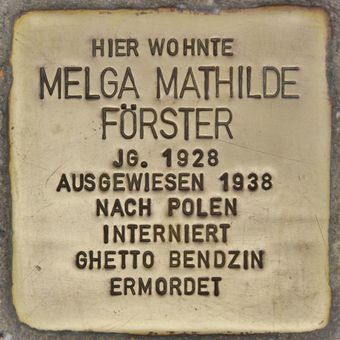 HIER WOHNTE
MELGA MATHILDE
FÖRSTER
JG. 1928
AUSGEWIESEN 1938
NACH POLEN
INTERNIERT
GHETTO BENDZIN
ERMORDET